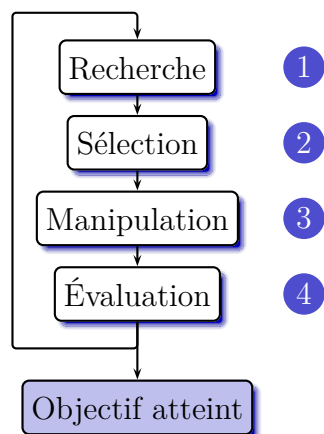 Recherche 1
Sélection 2
Manipulation 3
Évaluation 4
Objectif atteint